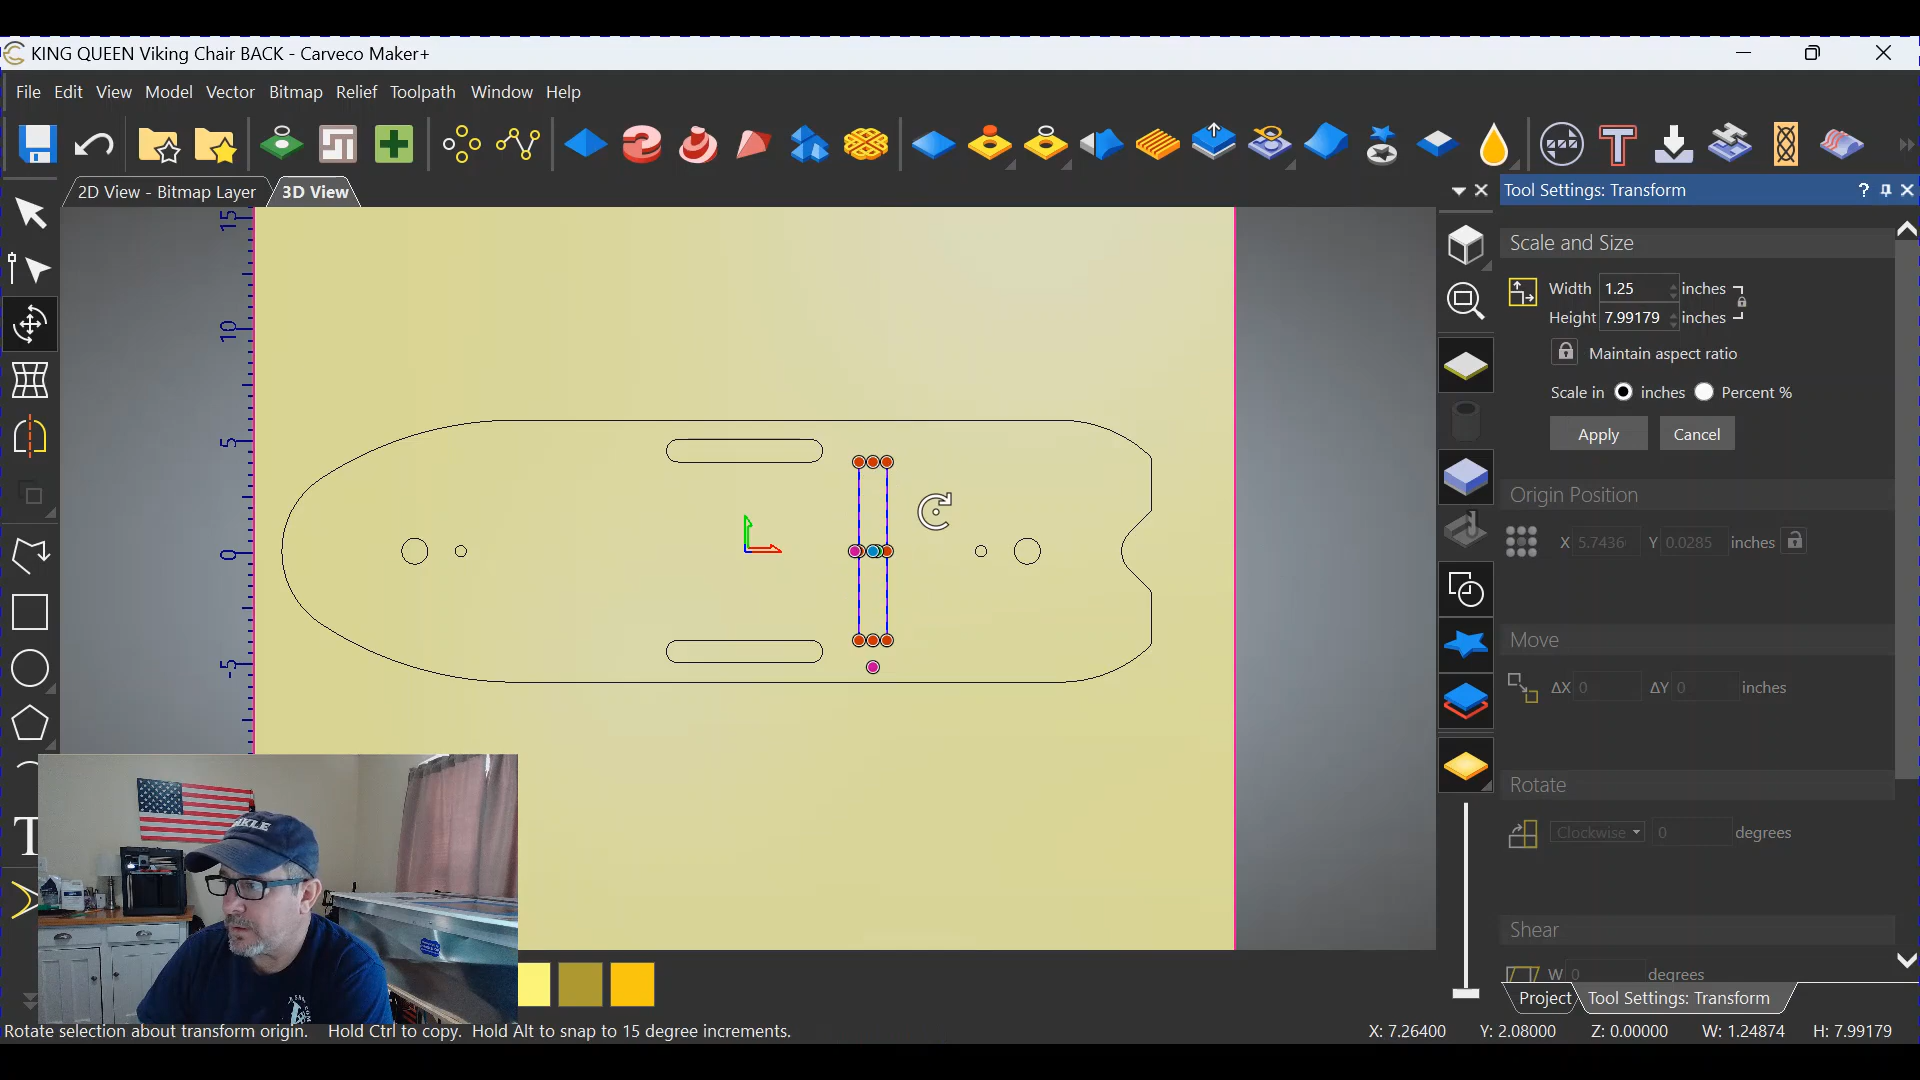 KING QUEEN Viking Chair BACK - Carveco Maker+
File Edit View Model Vector Bitmap Relief Toolpath Window Help
2D View - Bitmap Layer 3D View
Tool Settings: Transform ?
15
10
5
0
-5
Scale and Size
Width 1.25 inches
Height 7.99179 inches
Maintain aspect ratio
Scale in inches Percent %
Apply Cancel
Origin Position
X 5.7436 Y 0.0285 inches
Move
ΔX 0 ΔY 0 inches
Rotate
Clockwise 0 degrees
Shear
W 0 degrees
Project Tool Settings: Transform
Rotate selection about transform origin. Hold Ctrl to copy. Hold Alt to snap to 15 degree increments.
X: 7.26400 Y: 2.08000 Z: 0.00000 W: 1.24874 H: 7.99179